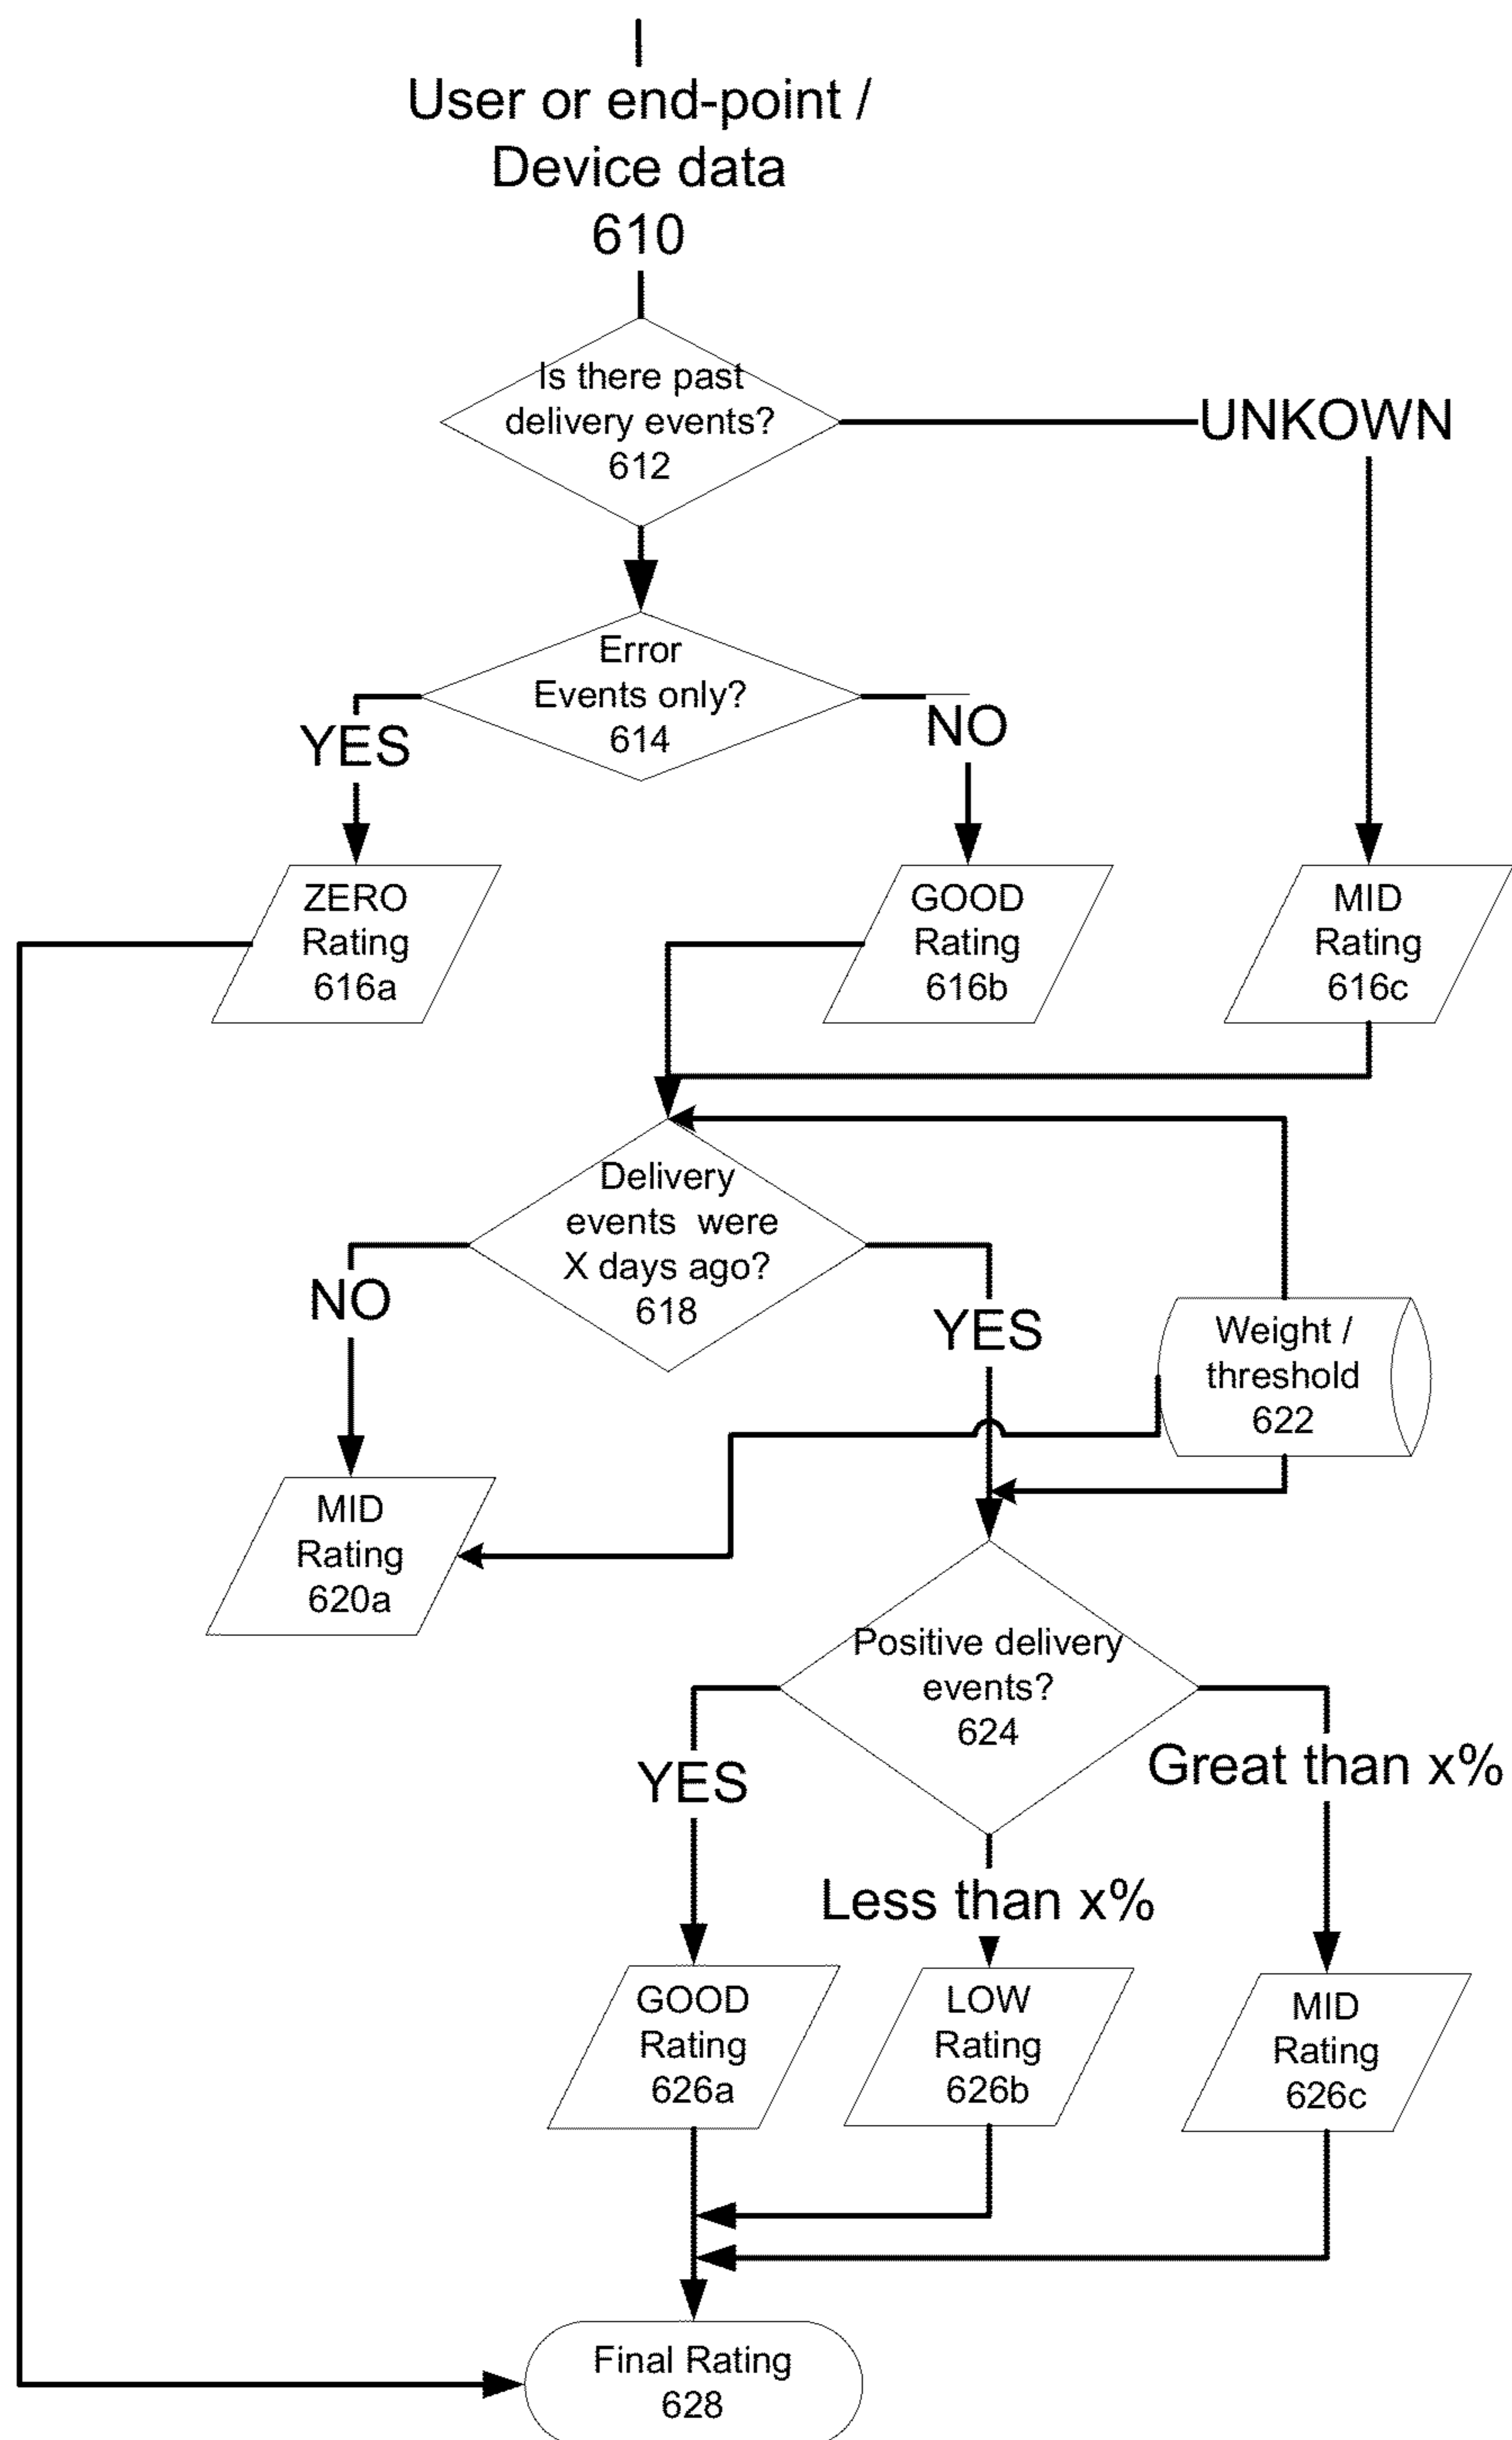 User or end-point /
Device data
610
Is there past
delivery events?
612
UNKOWN
Error
Events only?
614
YES
NO
ZERO
Rating
616a
GOOD
Rating
616b
MID
Rating
616c
Delivery
events were
X days ago?
618
NO
YES
Weight /
threshold
622
MID
Rating
620a
Positive delivery
events?
624
YES
Great than x%
Less than x%
GOOD
Rating
626a
LOW
Rating
626b
MID
Rating
626c
Final Rating
628